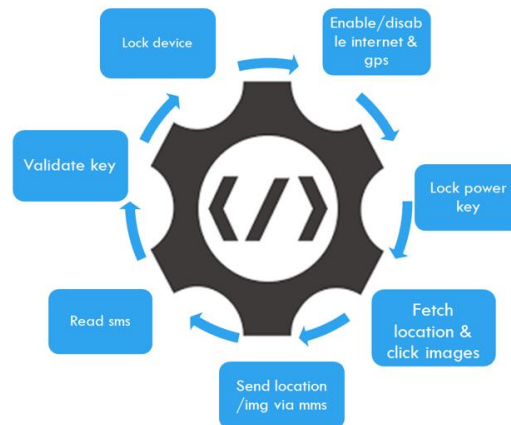 Lock device
Enable/disab
le internet &
gps
Validate key
Lock power
key
Read sms
Fetch
location &
click images
Send location
/img via mms